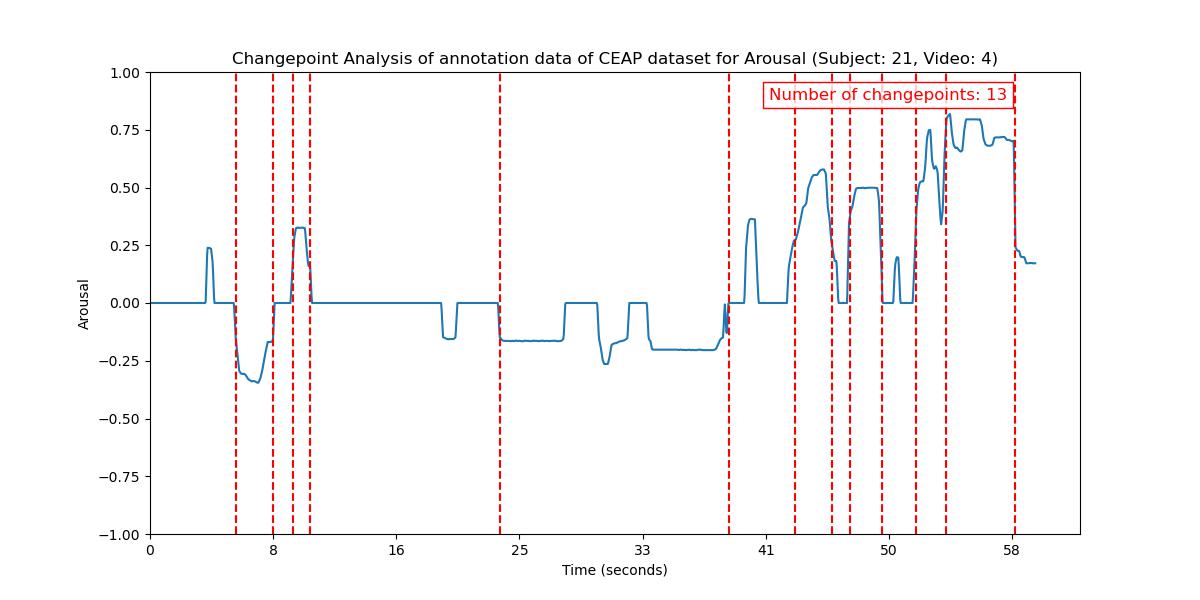 Changepoint Analysis of annotation data of CEAP dataset for Arousal (Subject: 21, Video: 4)
Number of changepoints: 13
1.00
0.75
0.50
0.25
0.00
−0.25
−0.50
−0.75
−1.00
Arousal
0 8 16 25 33 41 50 58
Time (seconds)